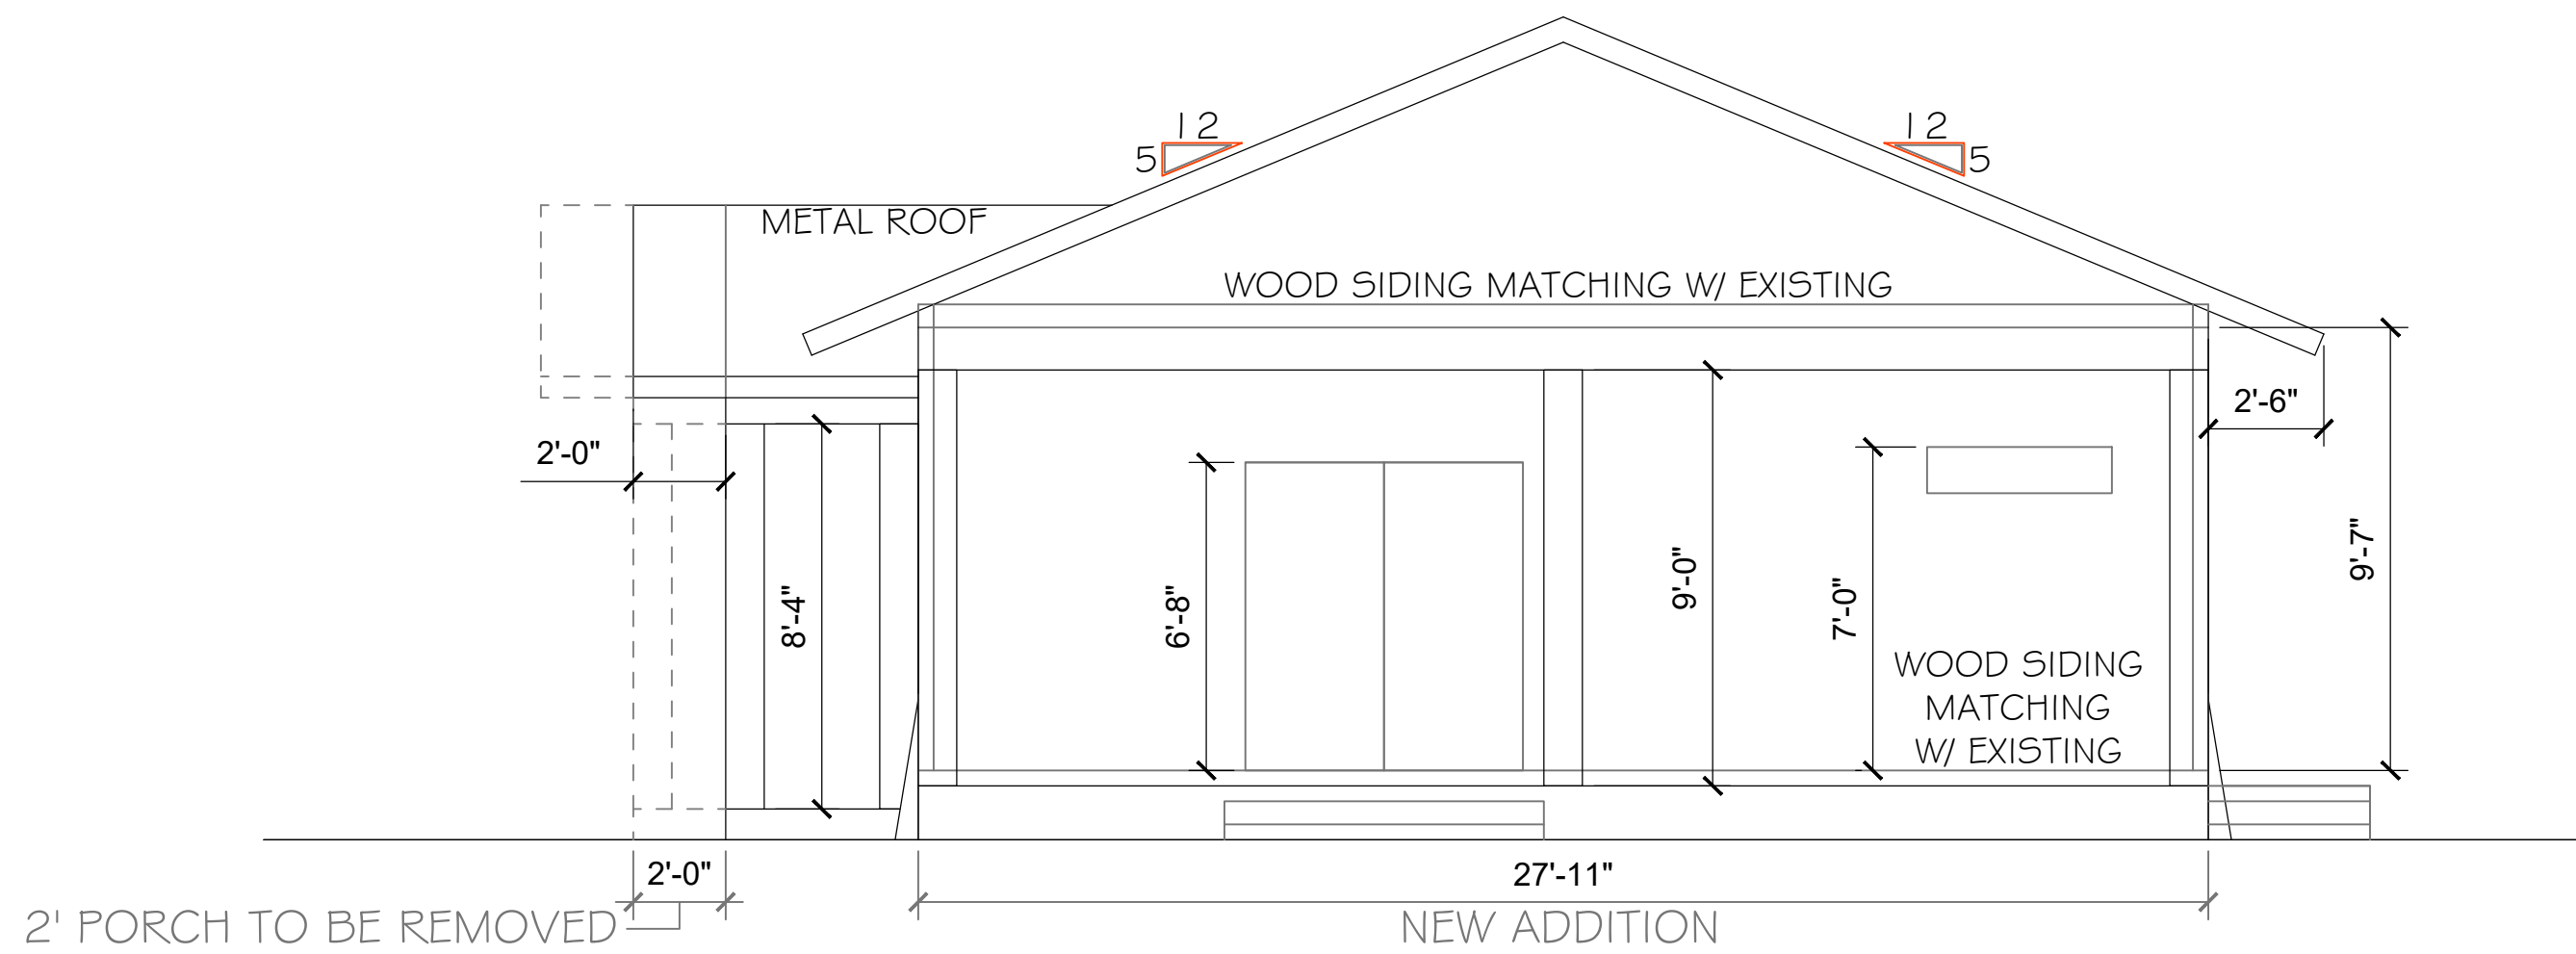 12
12
5
5
METAL ROOF
WOOD SIDING MATCHING W/ EXISTING
2'-6"
2'-0"
9'-7"
9'-0"
8'-4"
6'-8"
7'-0"
WOOD SIDING
MATCHING
W/ EXISTING
2'-0"
27'-11"
2' PORCH TO BE REMOVED
NEW ADDITION